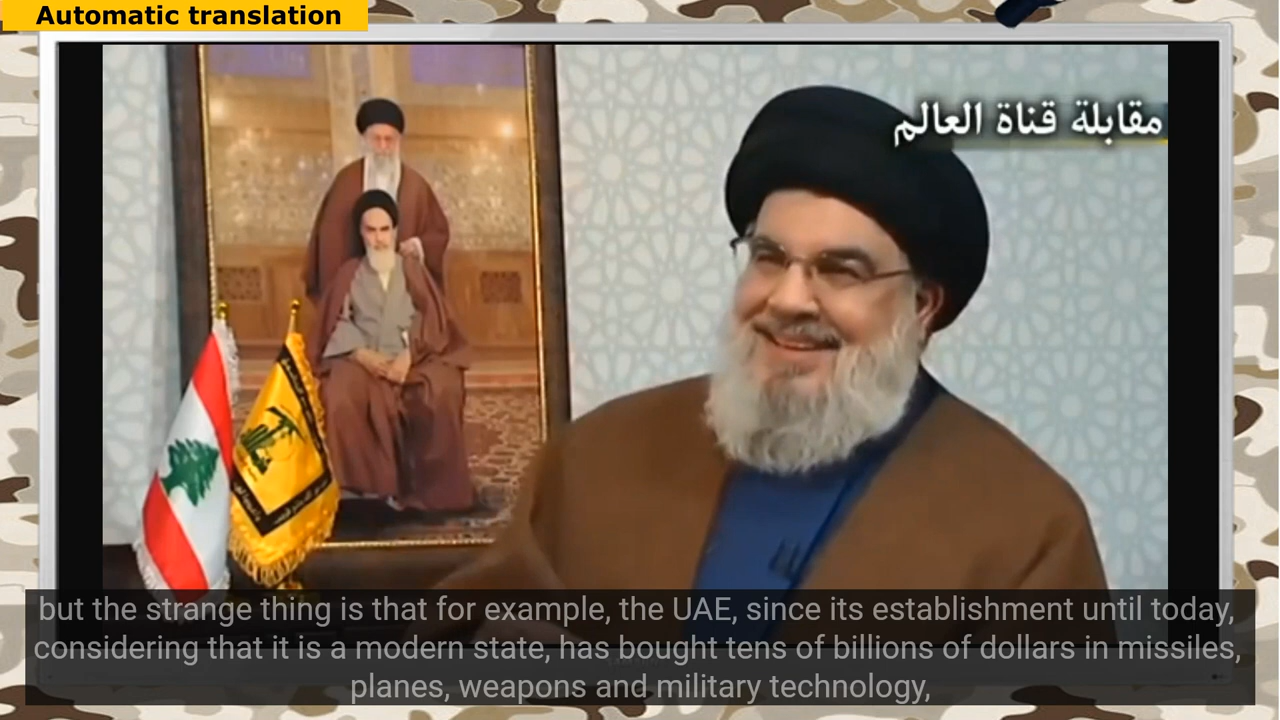 Automatic translation
مقابلة قناة العالم
but the strange thing is that for example, the UAE, since its establishment until today,
considering that it is a modern state, has bought tens of billions of dollars in missiles,
planes, weapons and military technology,